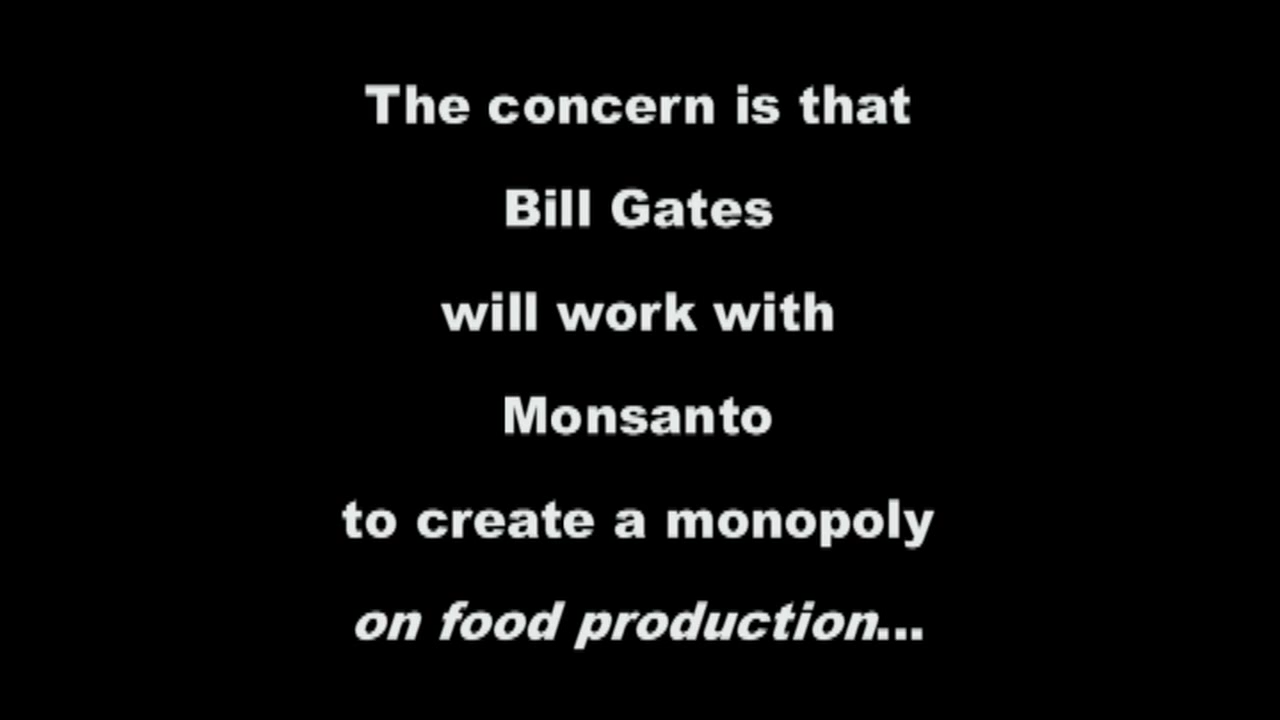 The concern is that
Bill Gates
will work with
Monsanto
to create a monopoly
on food production...